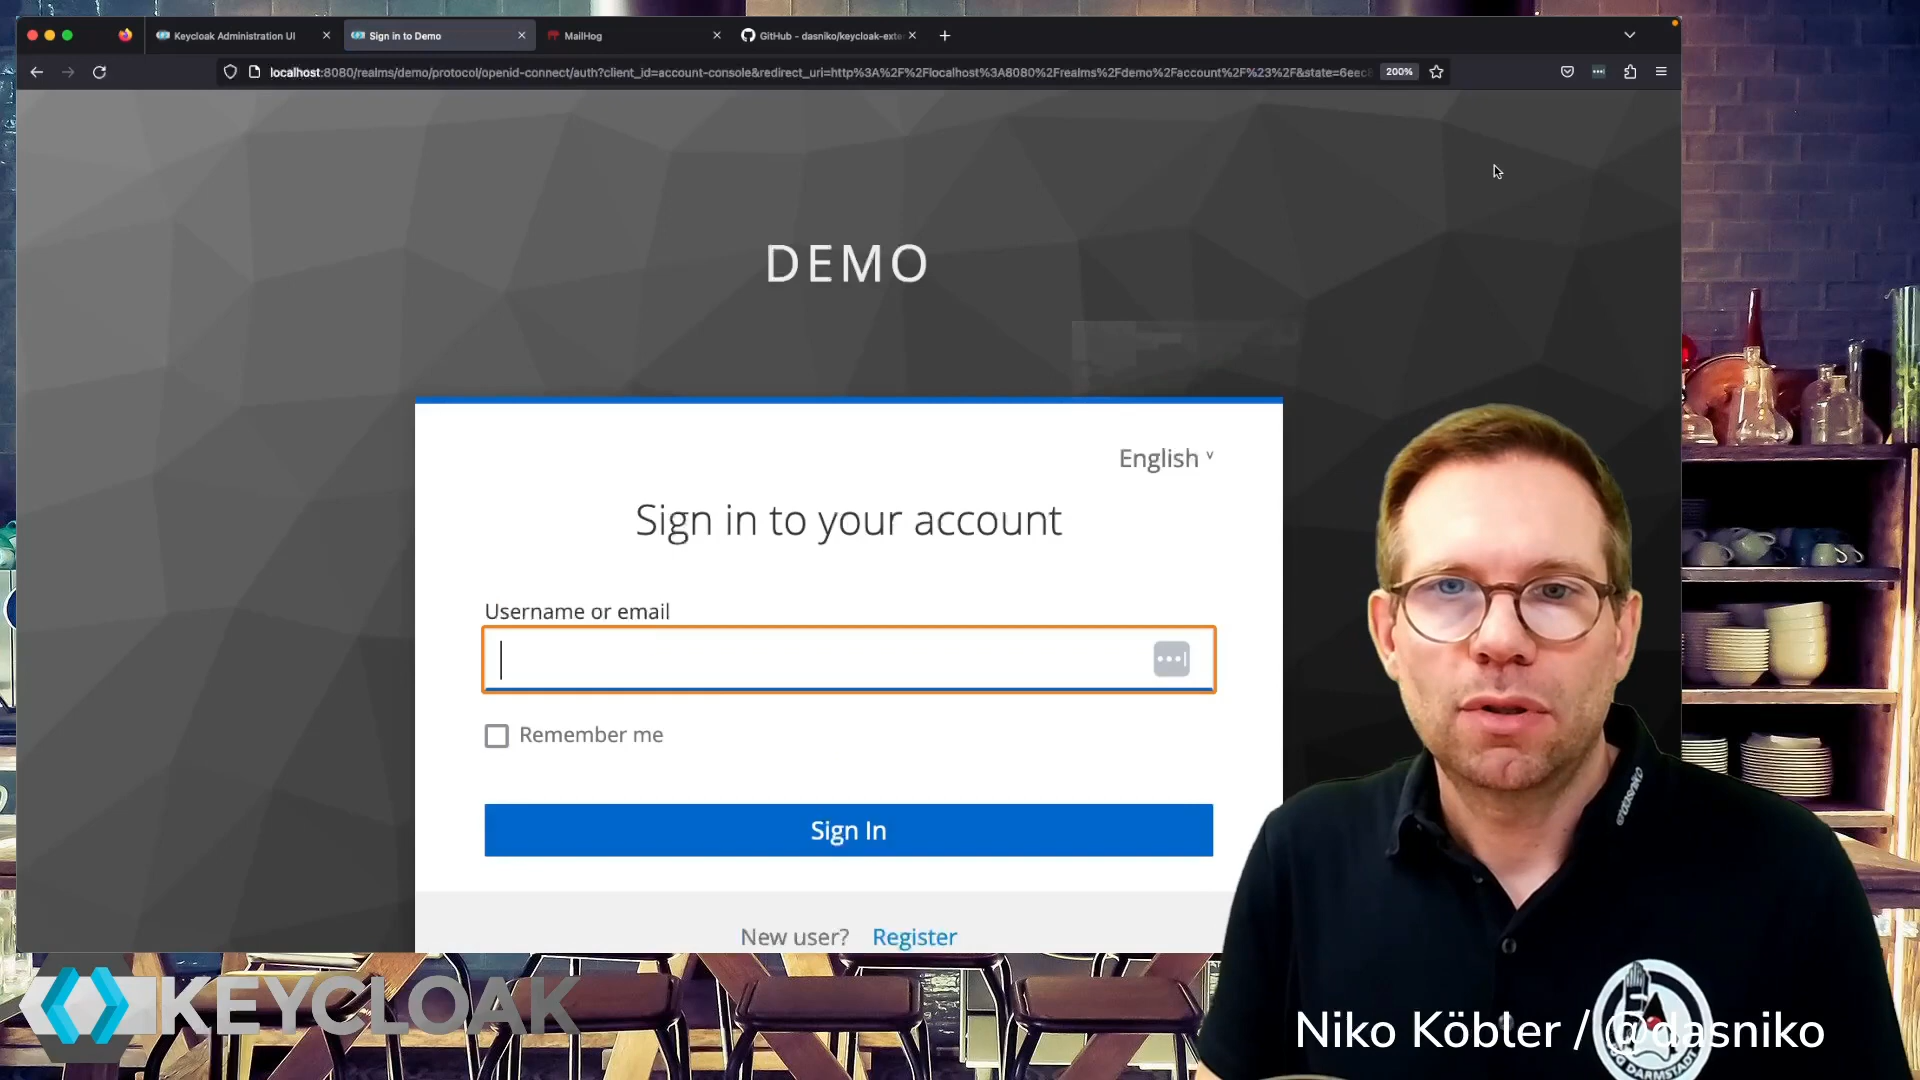 Keycloak Administration UI
Sign in to Demo
MailHog
GitHub - dasniko/keycloak-exte
localhost:8080/realms/demo/protocol/openid-connect/auth?client_id=account-console&redirect_uri=http%3A%2F%2Flocalhost%3A8080%2Frealms%2Fdemo%2Faccount%2F%23%2F&state=6eec
200%
DEMO
English
Sign in to your account
Username or email
Remember me
Sign In
New user? Register
@dasniko
KEYCLOAK
Niko Köbler / @dasniko
JUG DARMSTADT